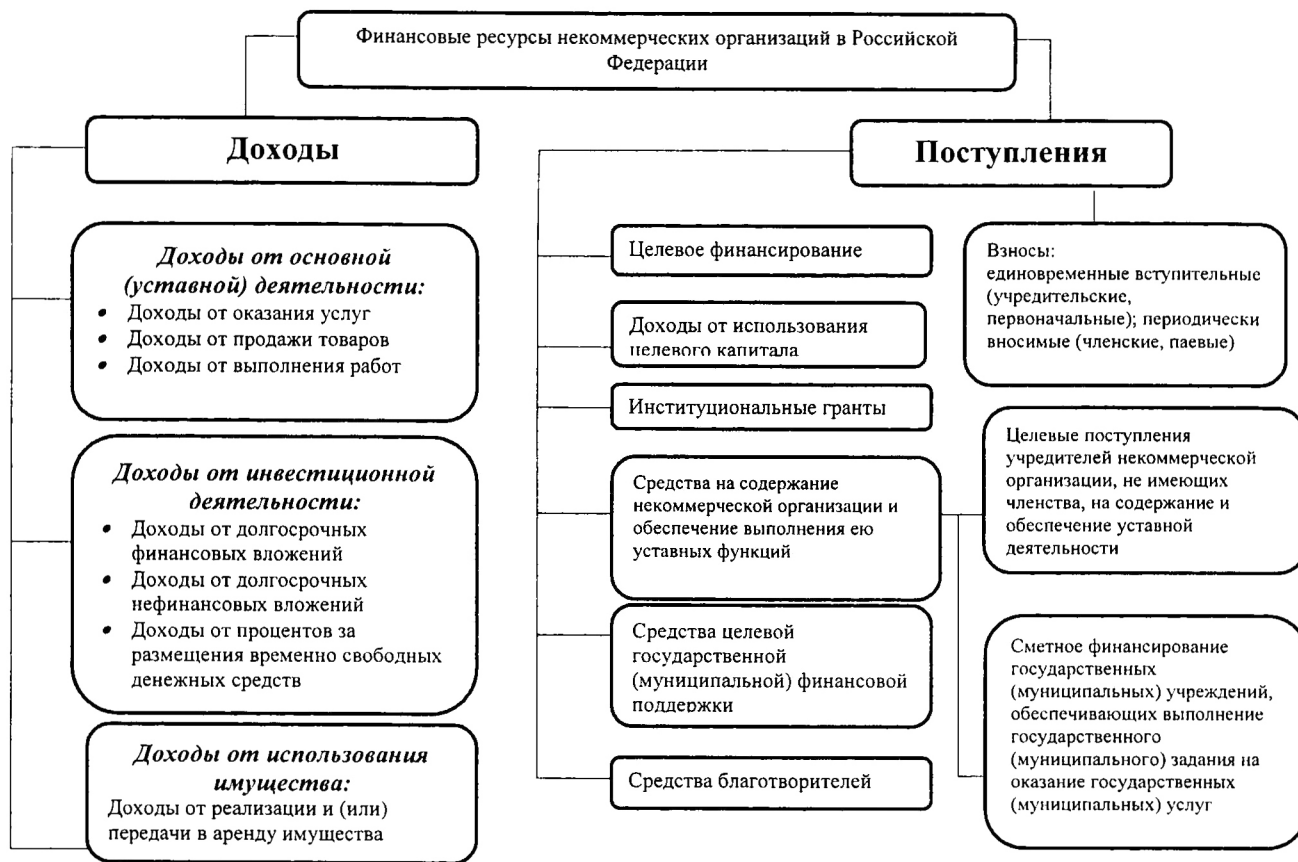 Финансовые ресурсы некоммерческих организаций в Российской
Федерации
Доходы
Доходы от основной
(уставной) деятельности:
• Доходы от оказания услуг
• Доходы от продажи товаров
• Доходы от выполнения работ
Доходы от инвестиционной
деятельности:
• Доходы от долгосрочных
финансовых вложений
• Доходы от долгосрочных
нефинансовых вложений
• Доходы от процентов за
размещения временно свободных
денежных средств
Доходы от использования
имущества:
Доходы от реализации и (или)
передачи в аренду имущества
Поступления
Целевое финансирование
Доходы от использования
целевого капитала
Институциональные гранты
Средства на содержание
некоммерческой организации и
обеспечение выполнения ею
уставных функций
Средства целевой
государственной
(муниципальной) финансовой
поддержки
Средства благотворителей
Взносы:
единовременные вступительные
(учредительские,
первоначальные); периодически
вносимые (членские, паевые)
Целевые поступления
учредителей некоммерческой
организации, не имеющих
членства, на содержание и
обеспечение уставной
деятельности
Сметное финансирование
государственных
(муниципальных) учреждений,
обеспечивающих выполнение
государственного
(муниципального) задания на
оказание государственных
(муниципальных) услуг